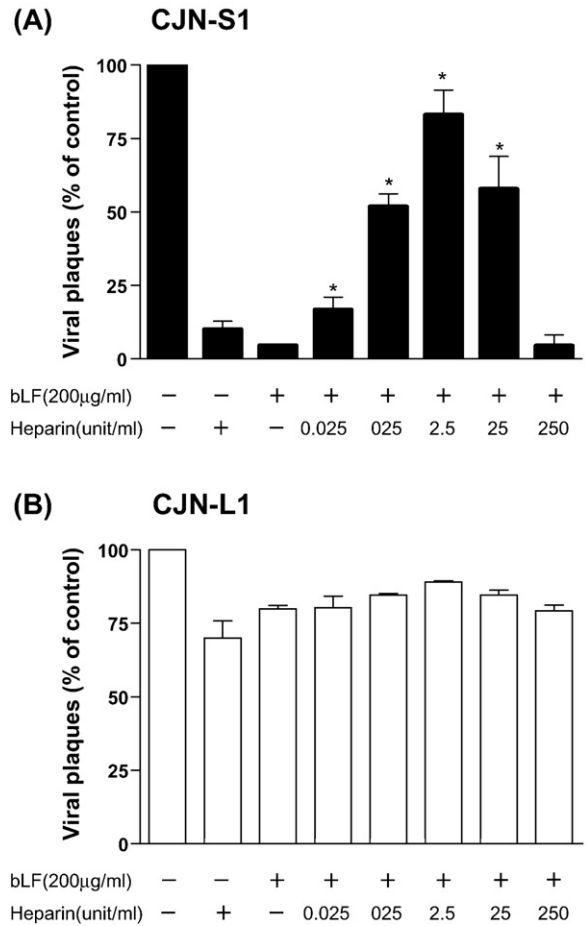 (A) CJN-S1
Viral plaques (% of control)
100
75
50
25
0
* * * * *
bLF(200μg/ml) − − + + + + + +
Heparin(unit/ml) − + − 0.025 025 2.5 25 250
(B) CJN-L1
Viral plaques (% of control)
100
75
50
25
0
bLF(200μg/ml) − − + + + + + +
Heparin(unit/ml) − + − 0.025 025 2.5 25 250